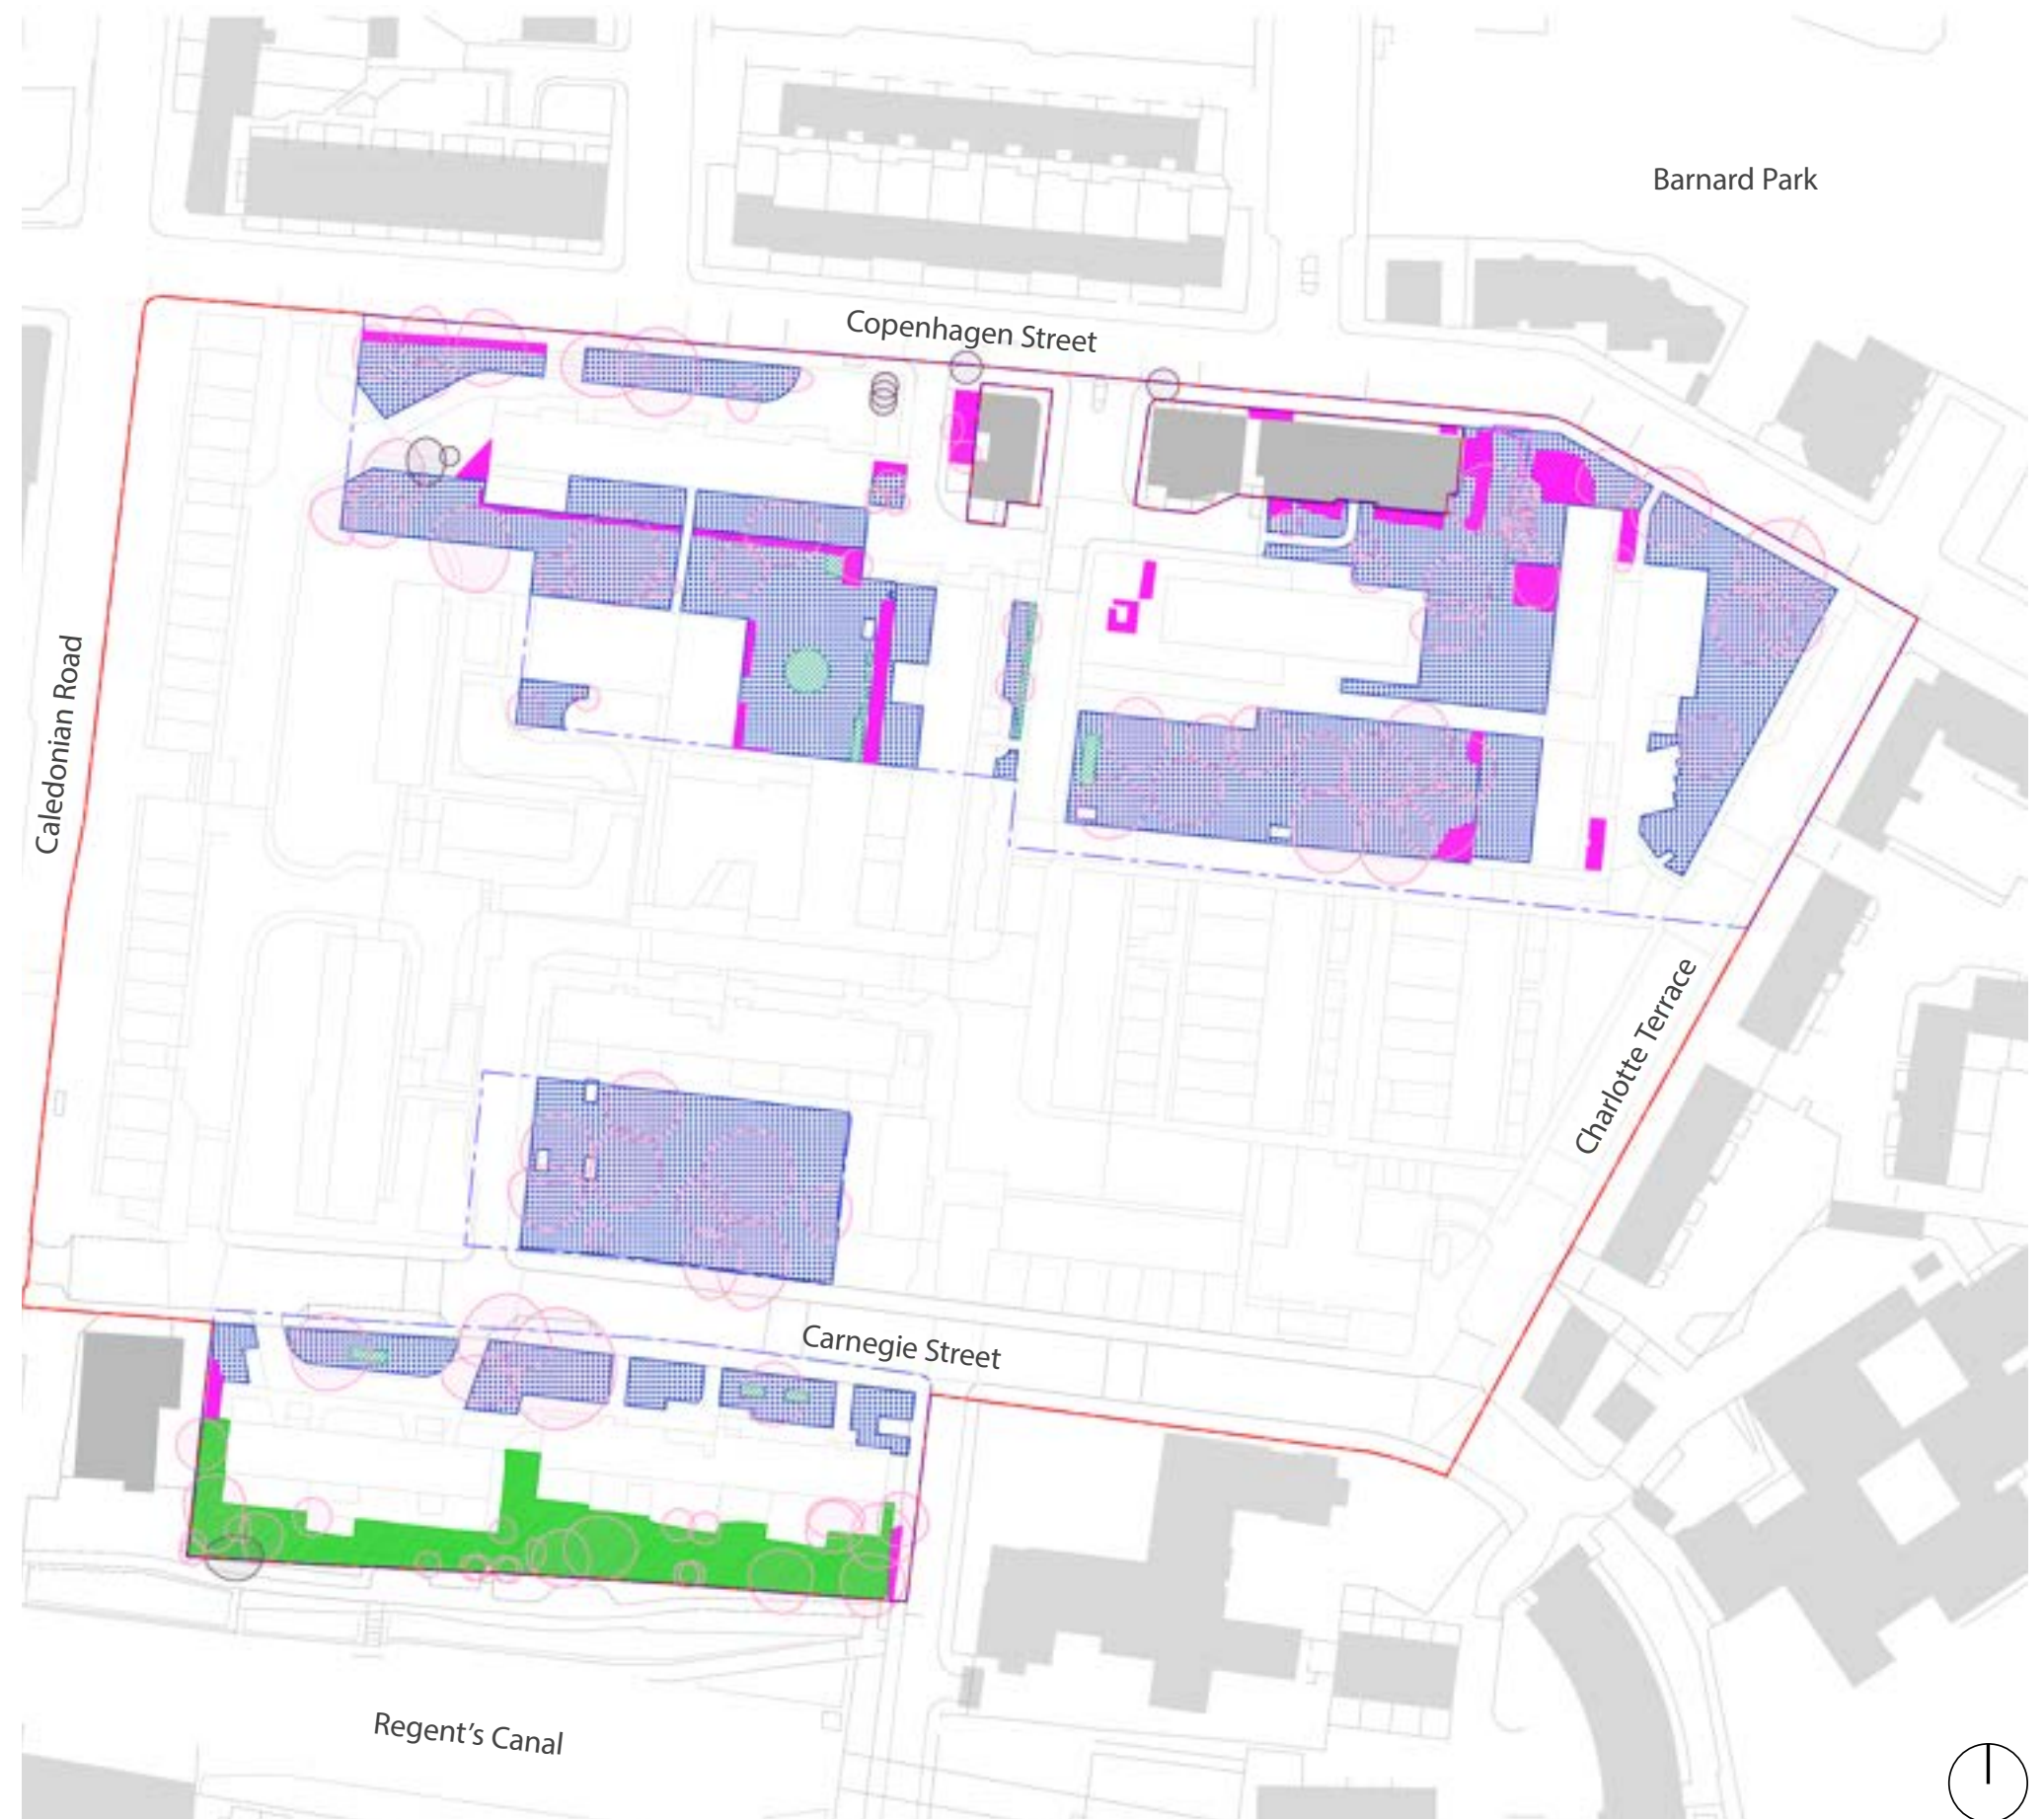 Barnard Park
Copenhagen Street
Caledonian Road
Charlotte Terrace
Carnegie Street
Regent’s Canal